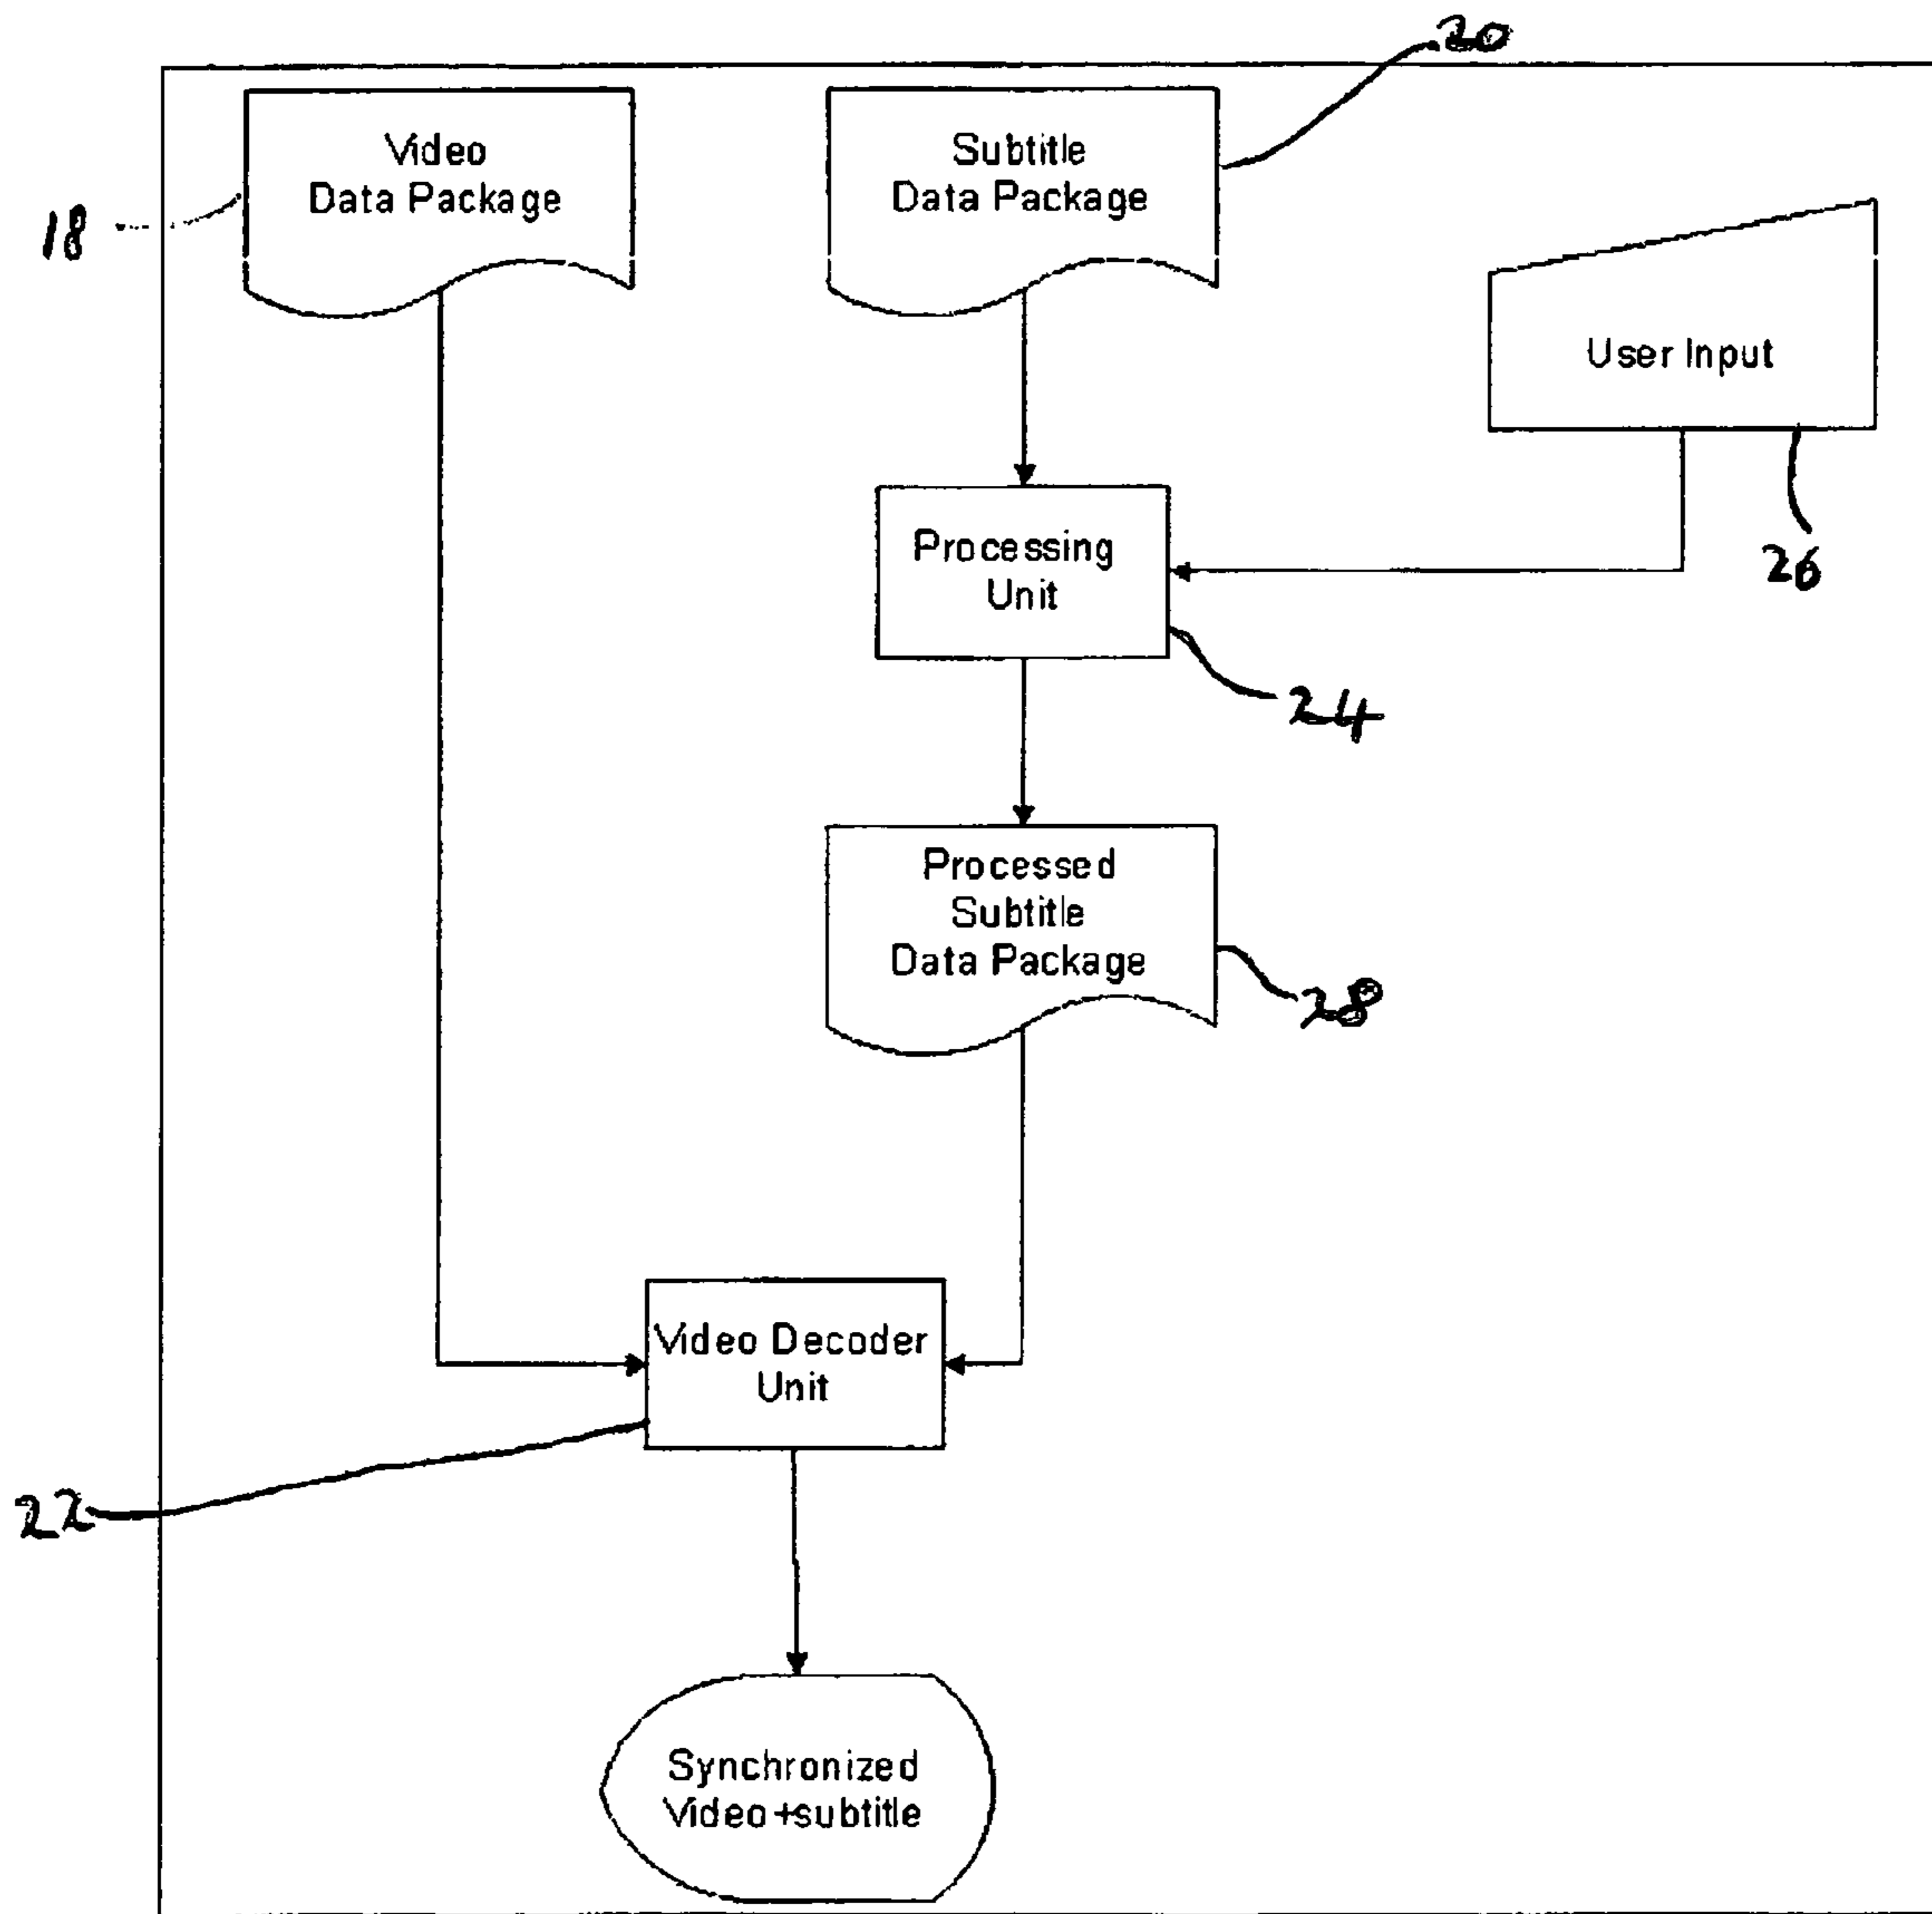 20
Video
Data Package
Subtitle
Data Package
18
User Input
Processing
Unit
26
24
Processed
Subtitle
Data Package
28
Video Decoder
Unit
22
Synchronized
Video+subtitle